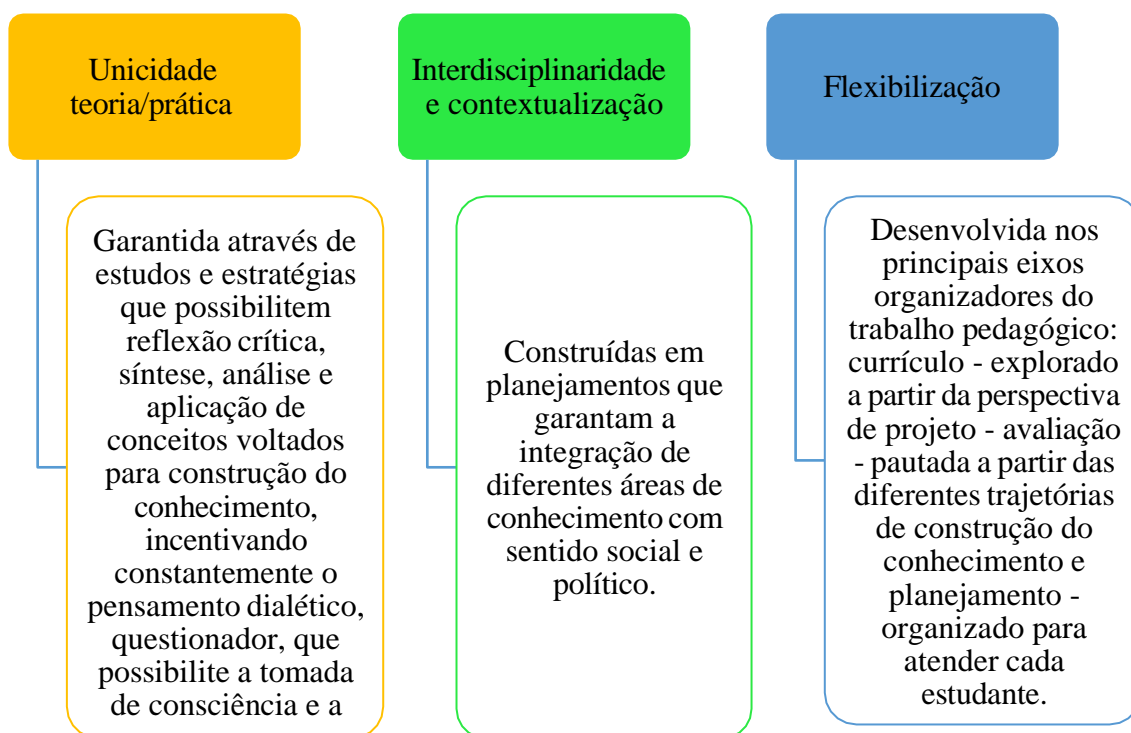 Unicidade
teoria/prática
Garantida através de
estudos e estratégias
que possibilitem
reflexão crítica,
síntese, análise e
aplicação de
conceitos voltados
para construção do
conhecimento,
incentivando
constantemente o
pensamento dialético,
questionador, que
possibilite a tomada
de consciência e a
Interdisciplinaridade
e contextualização
Construídas em
planejamentos que
garantam a
integração de
diferentes áreas de
conhecimento com
sentido social e
político.
Flexibilização
Desenvolvida nos
principais eixos
organizadores do
trabalho pedagógico:
currículo - explorado
a partir da perspectiva
de projeto - avaliação
- pautada a partir das
diferentes trajetórias
de construção do
conhecimento e
planejamento -
organizado para
atender cada
estudante.